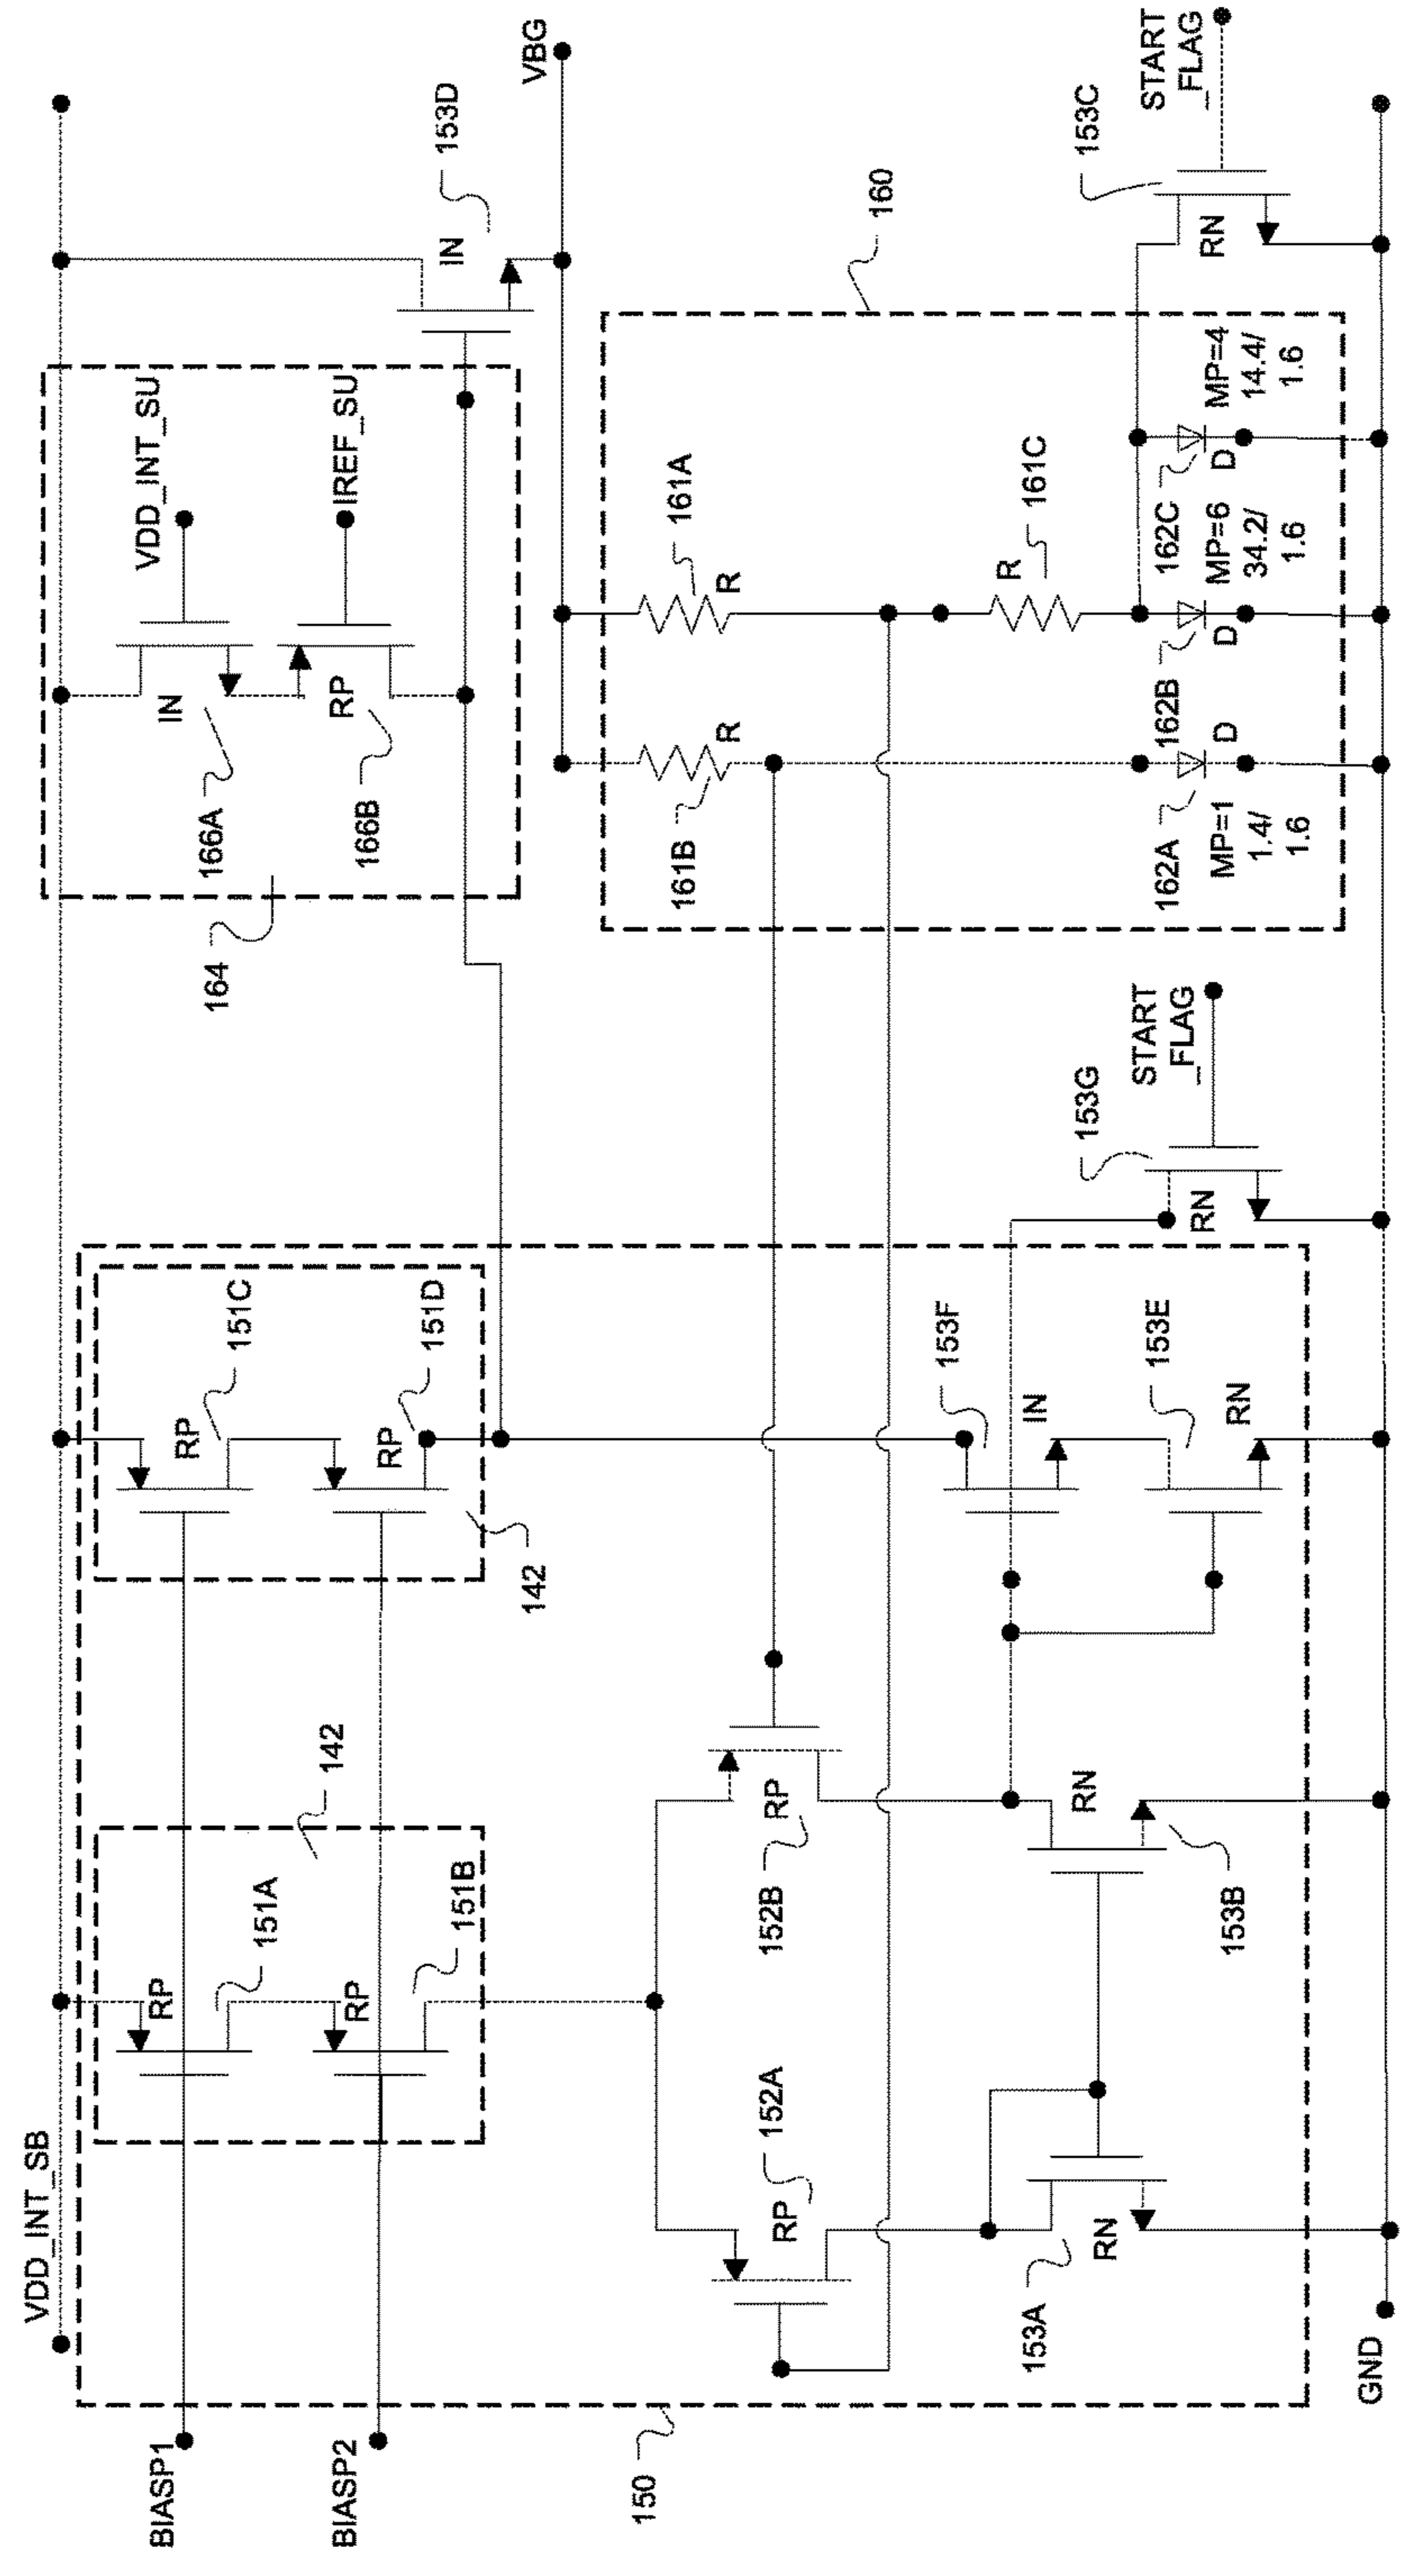 VDD_INT_SB
BIASP1
BIASP2
GND
150
RP
151A
RP
151B
142
RP
151C
RP
151D
142
RP
152A
RP
152B
RN
153A
RN
153B
IN
153F
RN
153E
RN
153G
START
_FLAG
164
IN
166A
VDD_INT_SU
RP
166B
IREF_SU
IN
153D
VBG
160
161B
R
161A
R
R
161C
162A
D
MP=1
1.4/
1.6
162B
D
MP=6
34.2/
1.6
162C
D
MP=4
14.4/
1.6
RN
153C
START
_FLAG